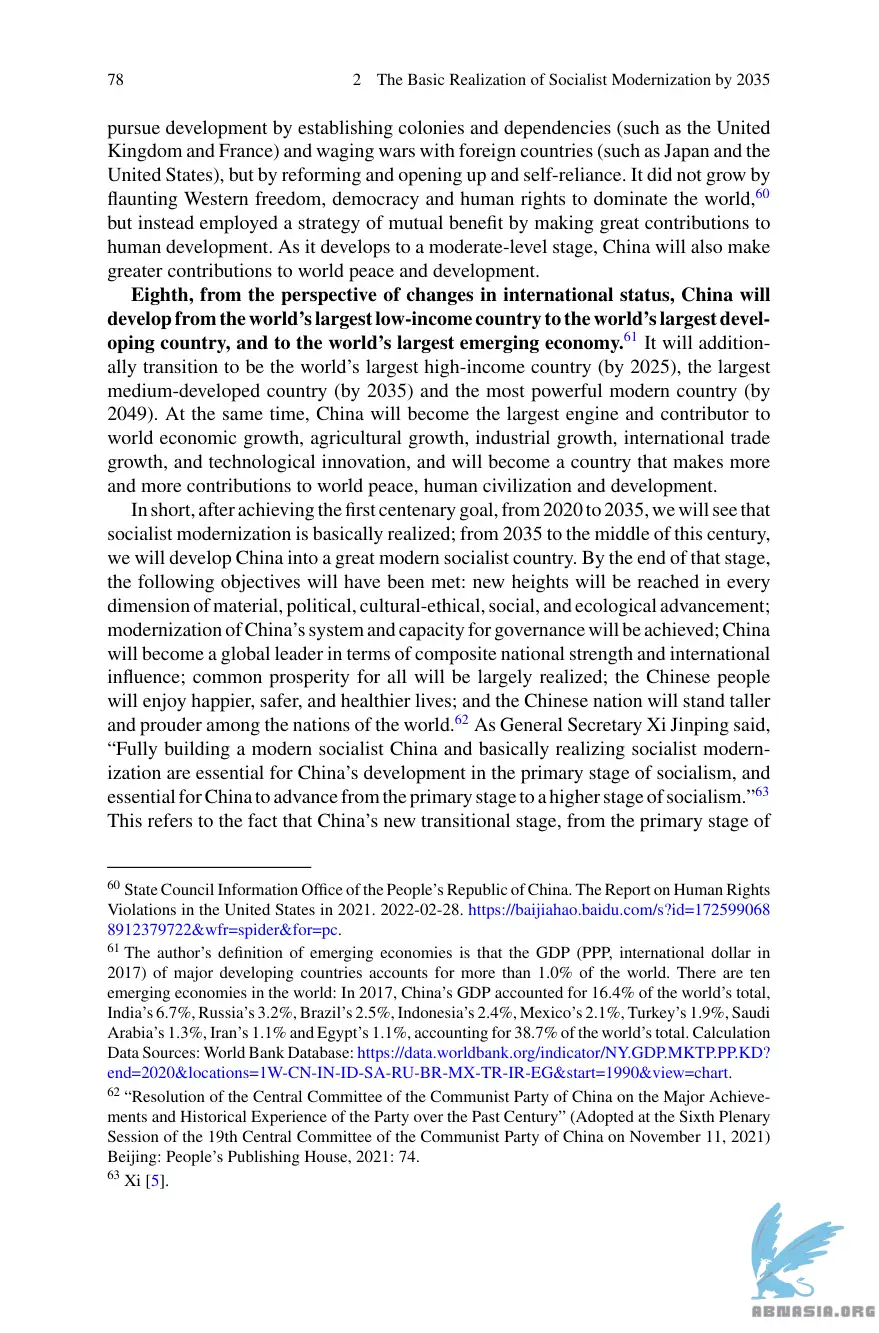 78 2 The Basic Realization of Socialist Modernization by 2035
pursue development by establishing colonies and dependencies (such as the United
Kingdom and France) and waging wars with foreign countries (such as Japan and the
United States), but by reforming and opening up and self-reliance. It did not grow by
flaunting Western freedom, democracy and human rights to dominate the world,60
but instead employed a strategy of mutual benefit by making great contributions to
human development. As it develops to a moderate-level stage, China will also make
greater contributions to world peace and development.
Eighth, from the perspective of changes in international status, China will
develop from the world's largest low-income country to the world's largest devel-
oping country, and to the world's largest emerging economy.61 It will addition-
ally transition to be the world's largest high-income country (by 2025), the largest
medium-developed country (by 2035) and the most powerful modern country (by
2049). At the same time, China will become the largest engine and contributor to
world economic growth, agricultural growth, industrial growth, international trade
growth, and technological innovation, and will become a country that makes more
and more contributions to world peace, human civilization and development.
In short, after achieving the first centenary goal, from 2020 to 2035, we will see that
socialist modernization is basically realized; from 2035 to the middle of this century,
we will develop China into a great modern socialist country. By the end of that stage,
the following objectives will have been met: new heights will be reached in every
dimension of material, political, cultural-ethical, social, and ecological advancement;
modernization of China's system and capacity for governance will be achieved; China
will become a global leader in terms of composite national strength and international
influence; common prosperity for all will be largely realized; the Chinese people
will enjoy happier, safer, and healthier lives; and the Chinese nation will stand taller
and prouder among the nations of the world.62 As General Secretary Xi Jinping said,
"Fully building a modern socialist China and basically realizing socialist modern-
ization are essential for China's development in the primary stage of socialism, and
essential for China to advance from the primary stage to a higher stage of socialism."63
This refers to the fact that China's new transitional stage, from the primary stage of
60 State Council Information Office of the People's Republic of China. The Report on Human Rights
Violations in the United States in 2021. 2022-02-28. https://baijiahao.baidu.com/s?id=172599068
8912379722&wfr=spider&for=pc.
61 The author's definition of emerging economies is that the GDP (PPP, international dollar in
2017) of major developing countries accounts for more than 1.0% of the world. There are ten
emerging economies in the world: In 2017, China's GDP accounted for 16.4% of the world's total,
India's 6.7%, Russia's 3.2%, Brazil's 2.5%, Indonesia's 2.4%, Mexico's 2.1%, Turkey's 1.9%, Saudi
Arabia's 1.3%, Iran's 1.1% and Egypt's 1.1%, accounting for 38.7% of the world's total. Calculation
Data Sources: World Bank Database: https://data.worldbank.org/indicator/NY.GDP.MKTP.PP.KD?
end=2020&locations=1W-CN-IN-ID-SA-RU-BR-MX-TR-IR-EG&start=1990&view=chart.
62 "Resolution of the Central Committee of the Communist Party of China on the Major Achieve-
ments and Historical Experience of the Party over the Past Century" (Adopted at the Sixth Plenary
Session of the 19th Central Committee of the Communist Party of China on November 11, 2021)
Beijing: People's Publishing House, 2021: 74.
63 Xi [5].
ABNASIA.ORG